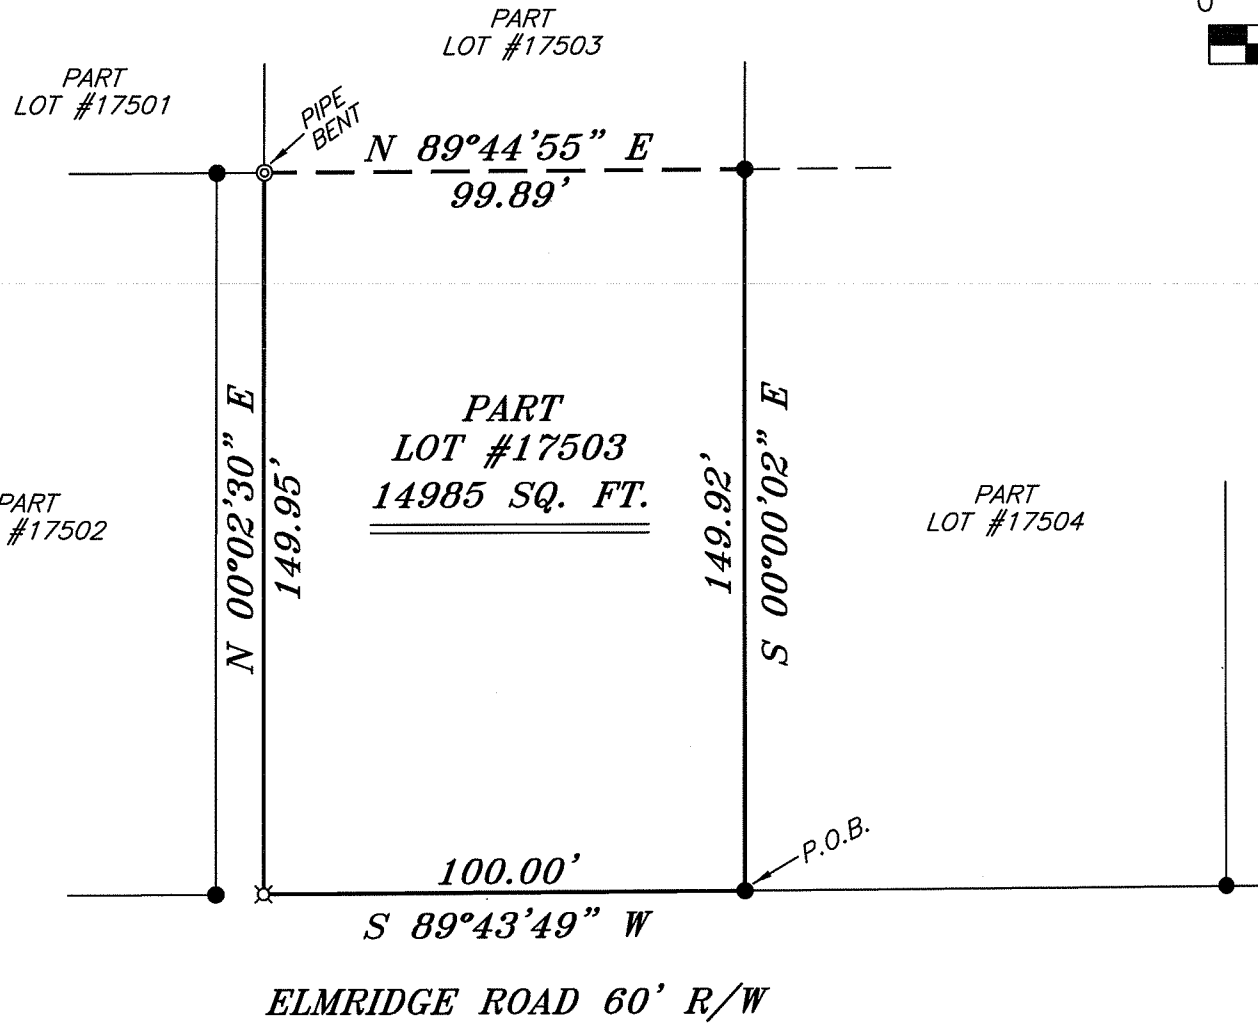 0
PART
LOT #17503
PART
LOT #17501
PIPE
BENT
N 89°44'55" E
99.89'
N 00°02'30" E
149.95'
PART
LOT #17503
14985 SQ. FT.
149.92'
S 00°00'02" E
PART
#17502
PART
LOT #17504
P.O.B.
100.00'
S 89°43'49" W
ELMRIDGE ROAD 60' R/W